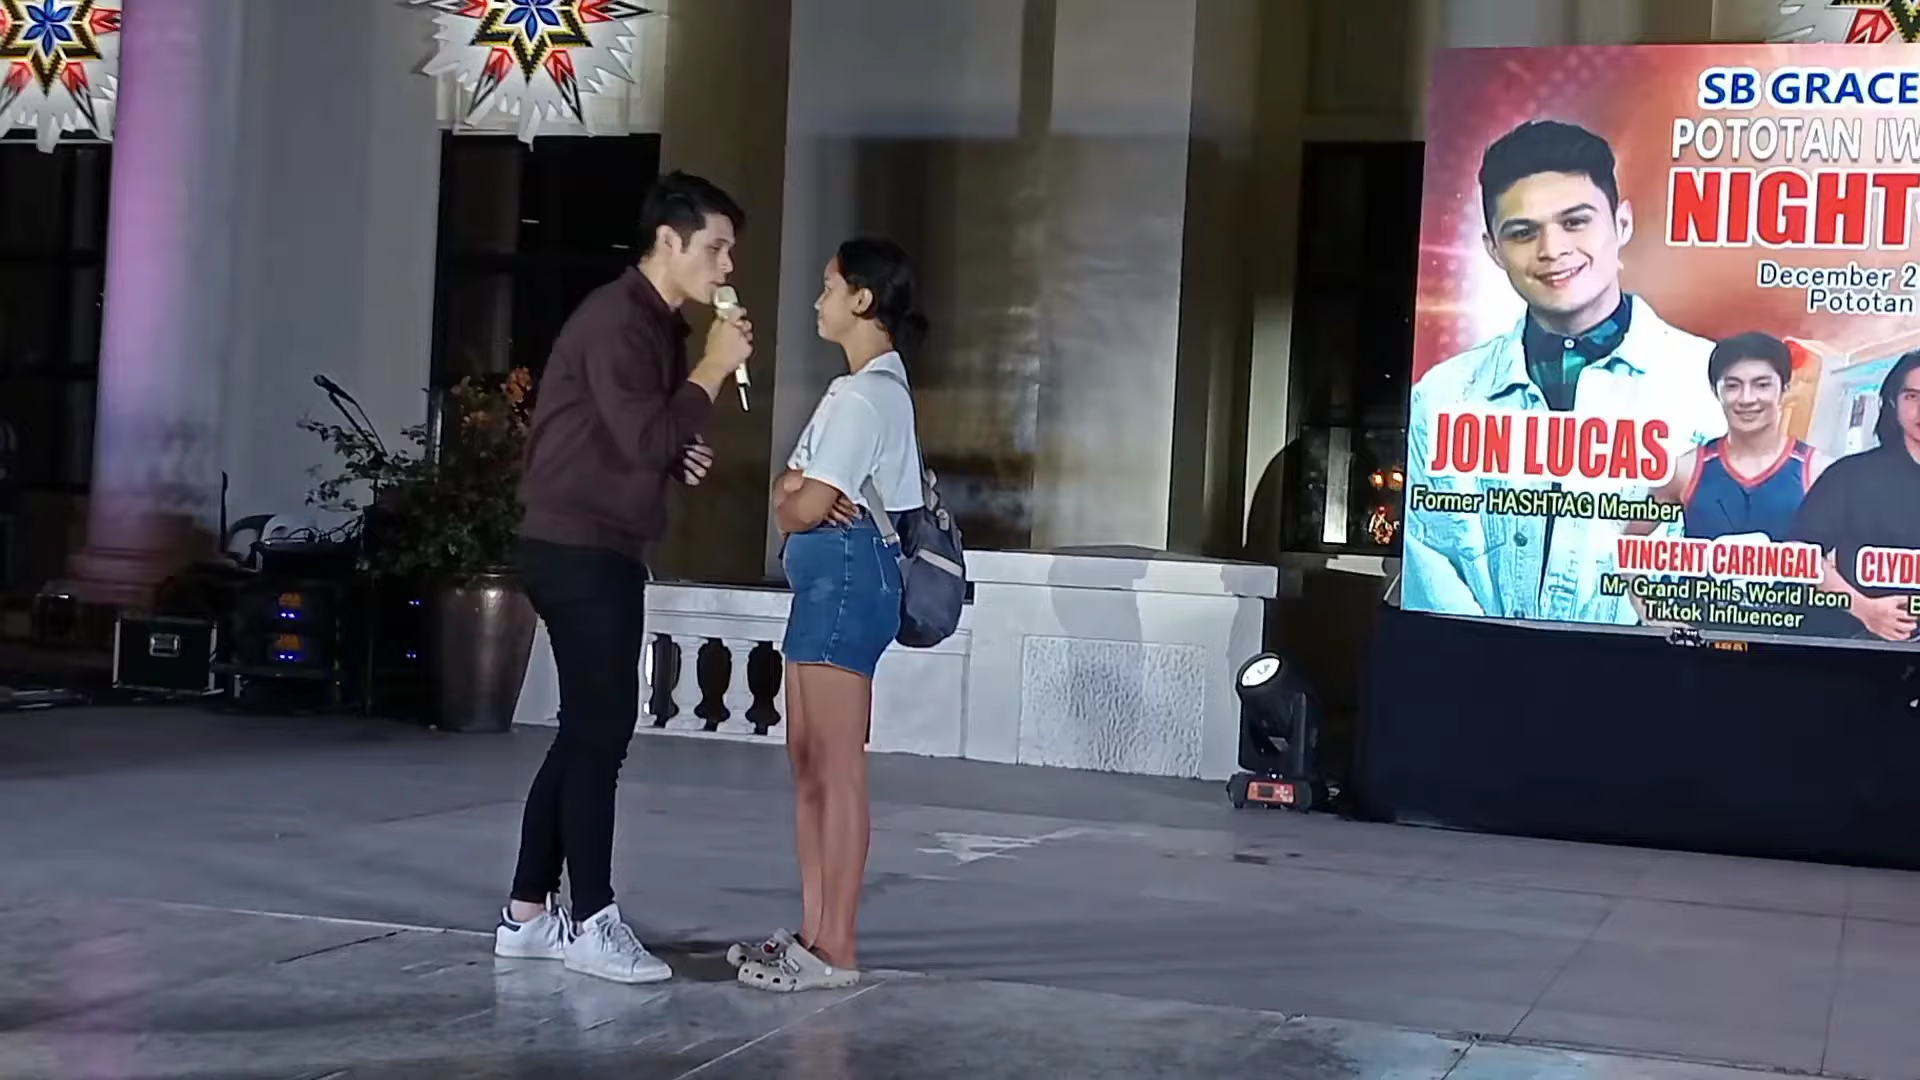 SB GRACE
POTOTAN IW
NIGHT
December 2
Pototan
JON LUCAS
Former HASHTAG Member
VINCENT CARINGAL
Mr Grand Phils World Icon
Tiktok Influencer
CLYD